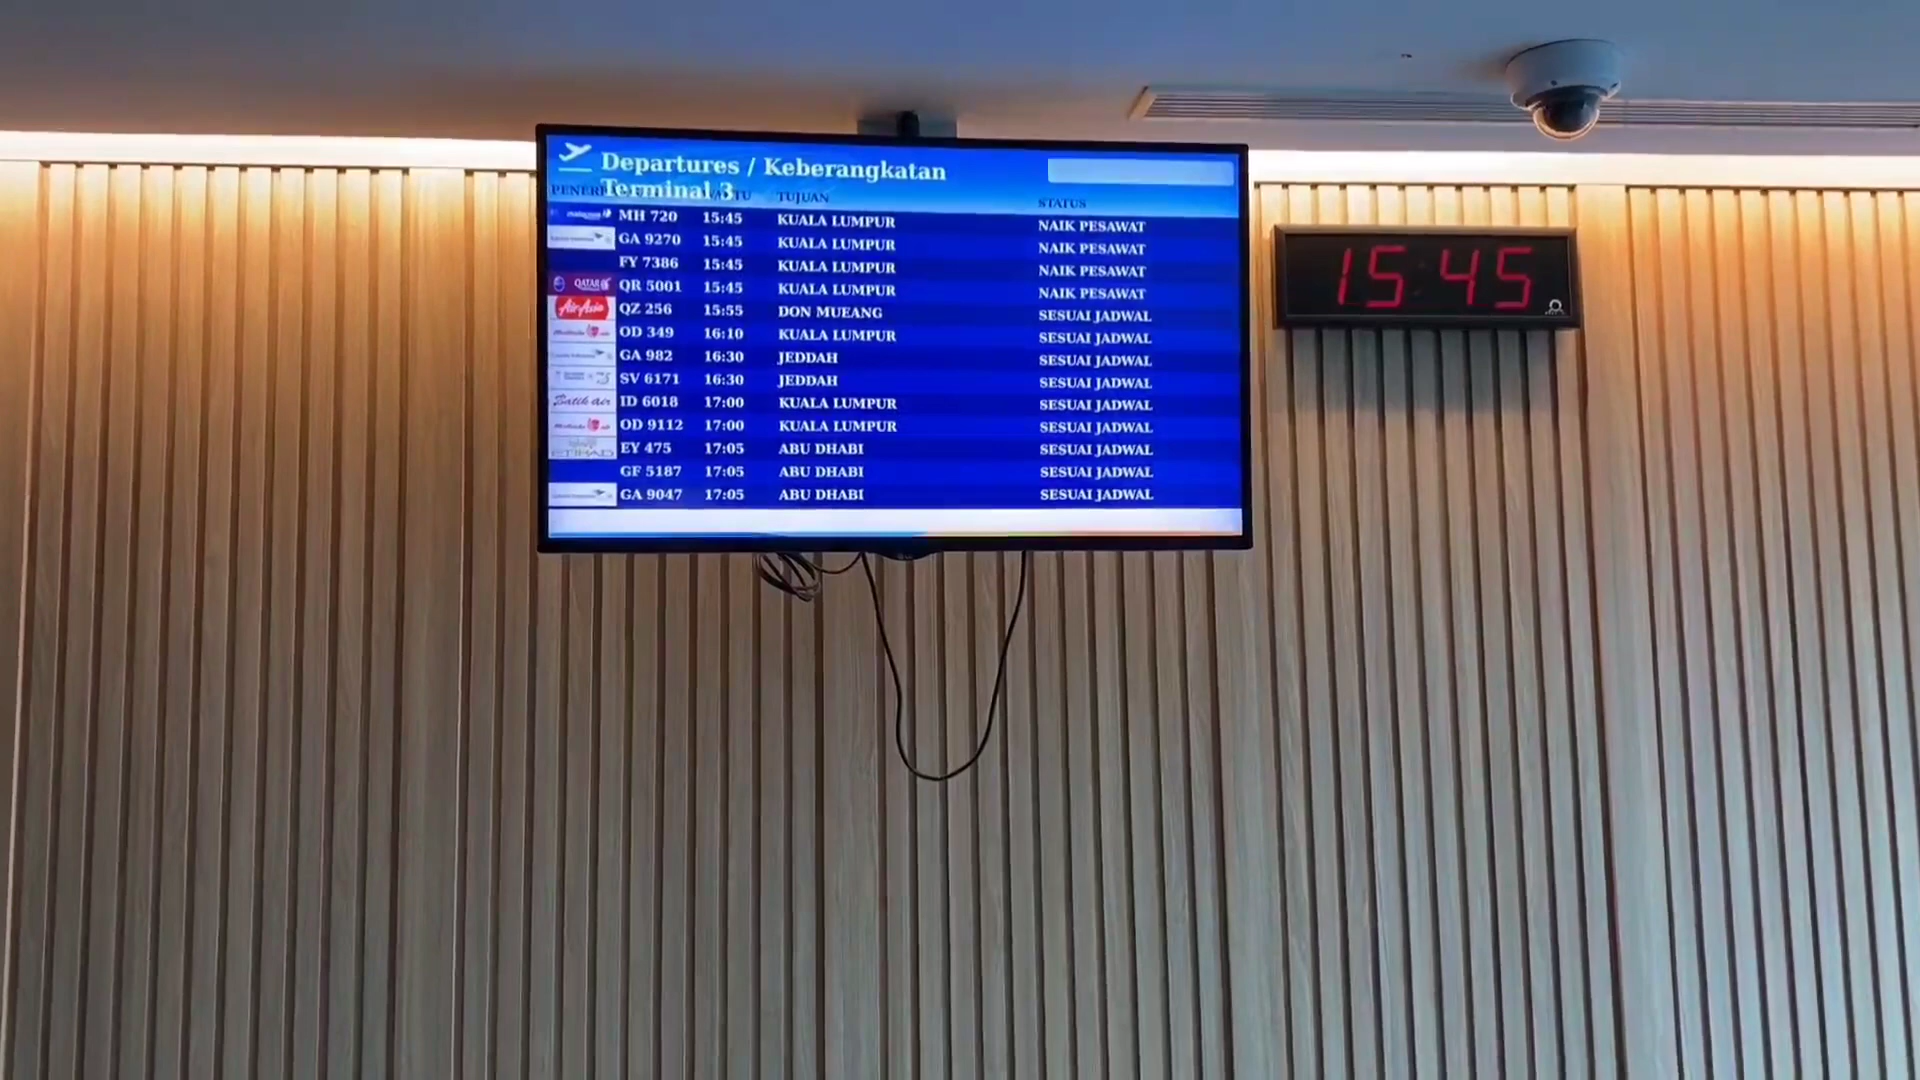 Departures / Keberangkatan
Terminal 3
TUJUAN
STATUS
MH 720 15:45 KUALA LUMPUR NAIK PESAWAT
GA 9270 15:45 KUALA LUMPUR NAIK PESAWAT
FY 7386 15:45 KUALA LUMPUR NAIK PESAWAT
QATAR QR 5001 15:45 KUALA LUMPUR NAIK PESAWAT
AirAsia QZ 256 15:55 DON MUEANG SESUAI JADWAL
OD 349 16:10 KUALA LUMPUR SESUAI JADWAL
GA 982 16:30 JEDDAH SESUAI JADWAL
SV 6171 16:30 JEDDAH SESUAI JADWAL
Batik air ID 6018 17:00 KUALA LUMPUR SESUAI JADWAL
OD 9112 17:00 KUALA LUMPUR SESUAI JADWAL
ETIHAD EY 475 17:05 ABU DHABI SESUAI JADWAL
GF 5187 17:05 ABU DHABI SESUAI JADWAL
GA 9047 17:05 ABU DHABI SESUAI JADWAL
15 45